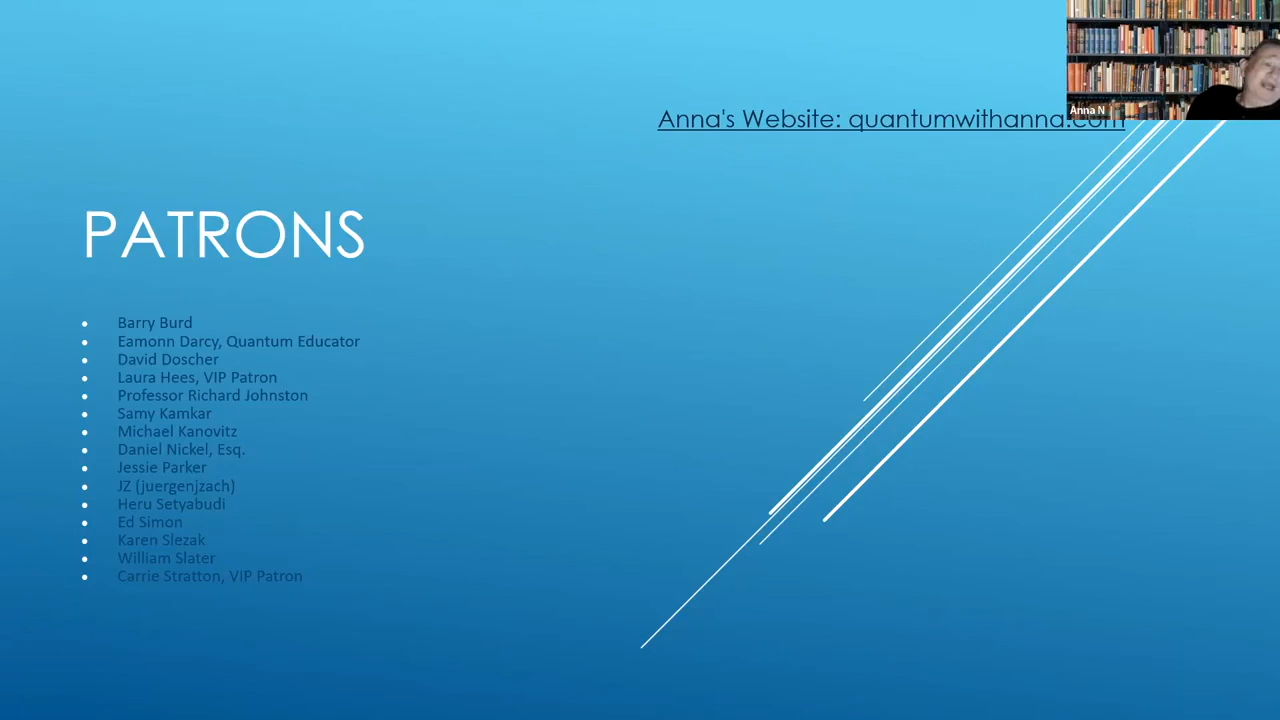 Anna N
Anna's Website: quantumwithanna.com
PATRONS
Barry Burd
Eamonn Darcy, Quantum Educator
David Doscher
Laura Hees, VIP Patron
Professor Richard Johnston
Samy Kamkar
Michael Kanovitz
Daniel Nickel, Esq.
Jessie Parker
JZ (juergenjzach)
Heru Setyabudi
Ed Simon
Karen Slezak
William Slater
Carrie Stratton, VIP Patron